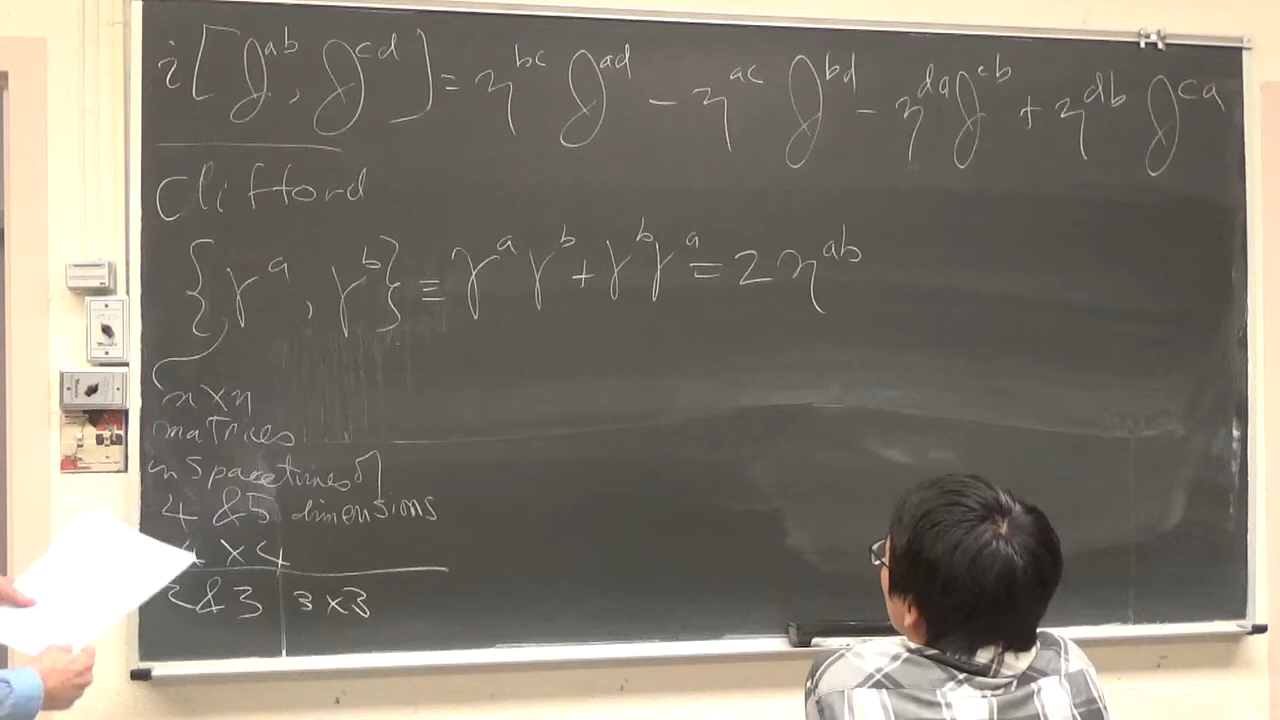 i[J^{ab}, J^{cd}] = η^{bc} J^{ad} - η^{ac} J^{bd} - η^{da} J^{cb} + η^{db} J^{ca}
Clifford
{γ^a, γ^b} ≡ γ^a γ^b + γ^b γ^a = 2η^{ab}
n×n
matrices
in spacetimes of
4 & 5 dimensions
4 × 4
2 & 3 3×3